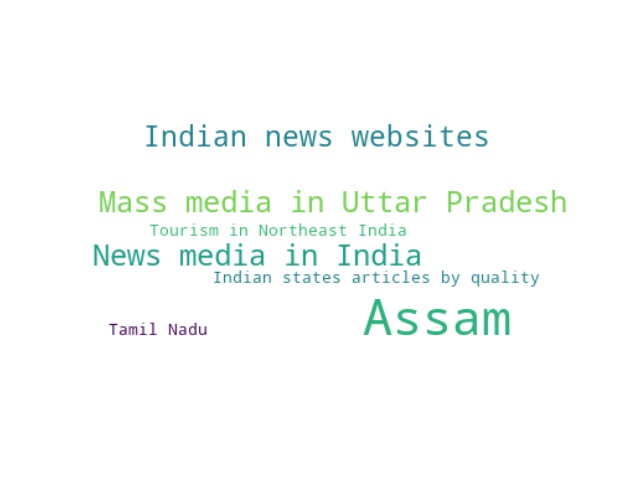 Indian news websites
Mass media in Uttar Pradesh
Tourism in Northeast India
News media in India
Indian states articles by quality
Assam
Tamil Nadu